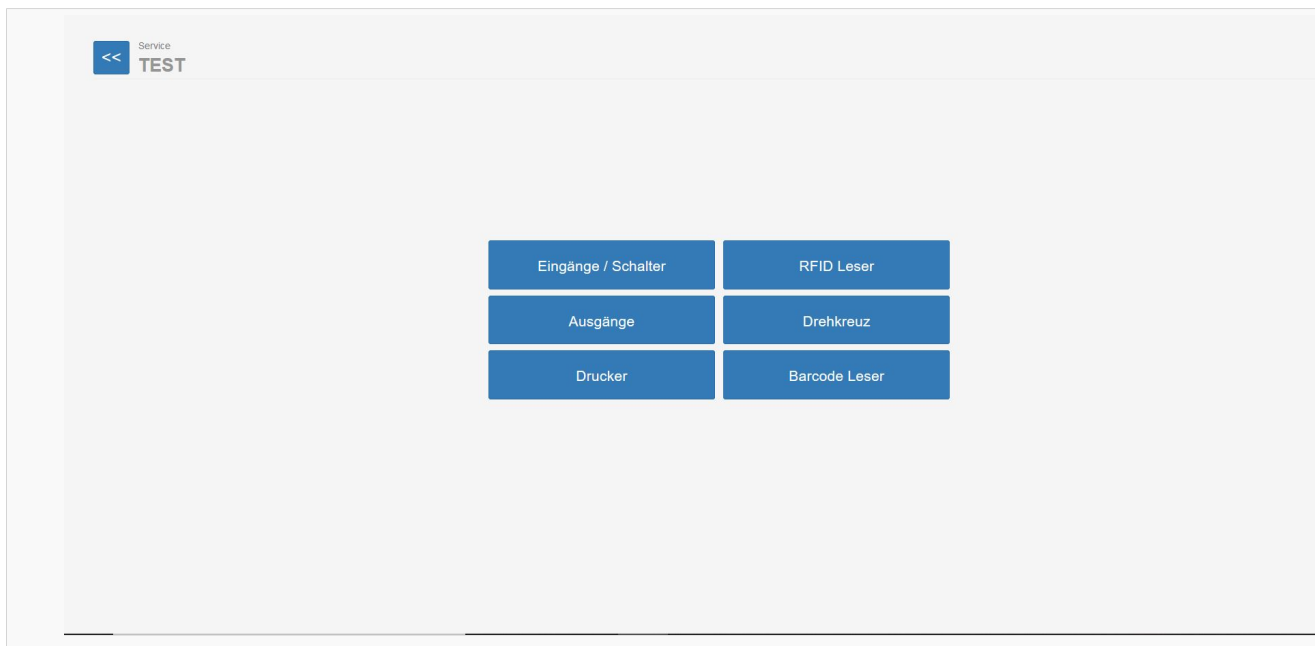 <<
Service
TEST
Eingänge / Schalter
RFID Leser
Ausgänge
Drehkreuz
Drucker
Barcode Leser